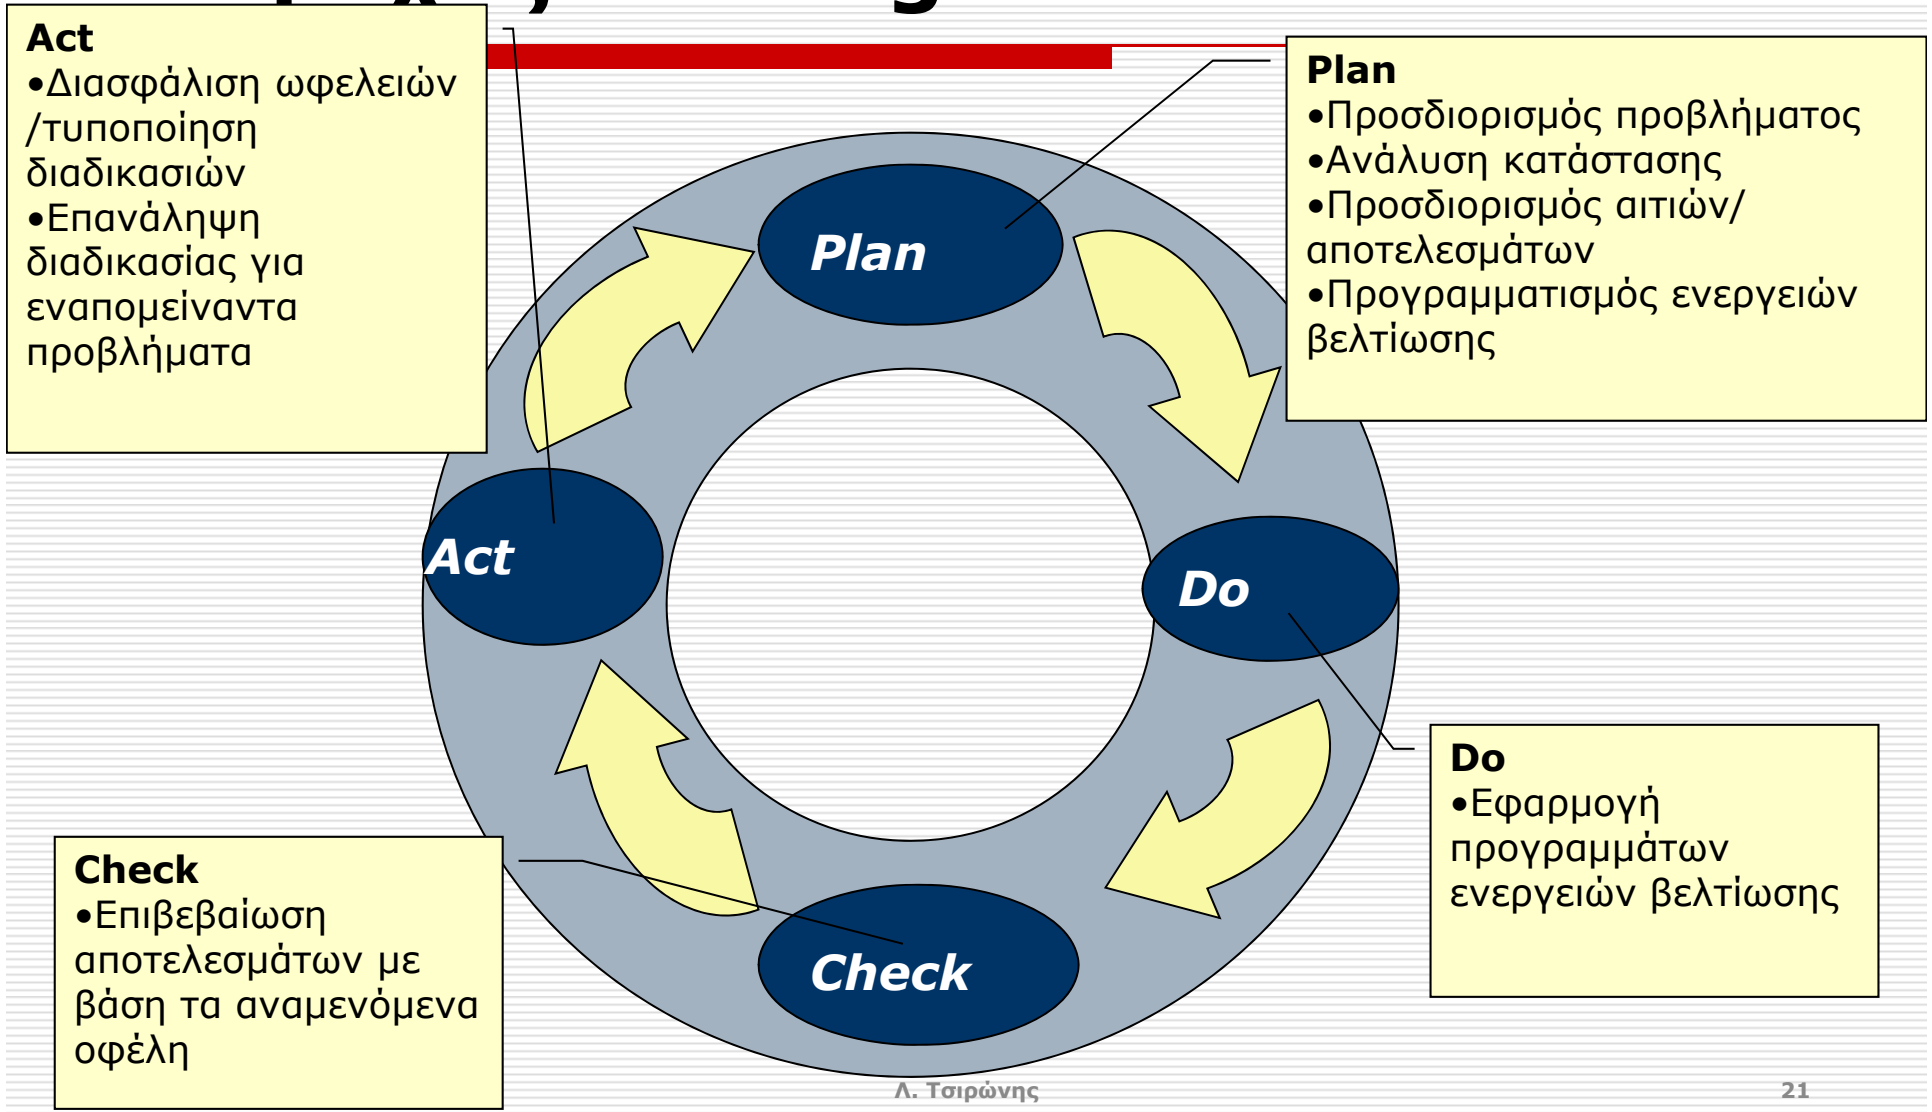 Act
•Διασφάλιση ωφελειών
/τυποποίηση
διαδικασιών
•Επανάληψη
διαδικασίας για
εναπομείναντα
προβλήματα
Plan
•Προσδιορισμός προβλήματος
•Ανάλυση κατάστασης
•Προσδιορισμός αιτιών/
αποτελεσμάτων
•Προγραμματισμός ενεργειών
βελτίωσης
Plan
Act
Do
Check
Do
•Εφαρμογή
προγραμμάτων
ενεργειών βελτίωσης
Check
•Επιβεβαίωση
αποτελεσμάτων με
βάση τα αναμενόμενα
οφέλη
Λ. Τσιρώνης
21